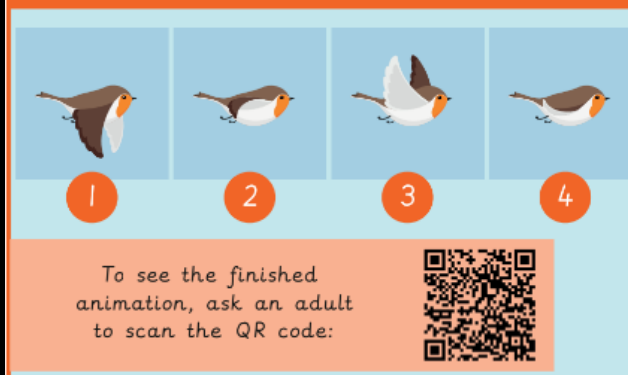 1
2
3
4
To see the finished
animation, ask an adult
to scan the QR code: